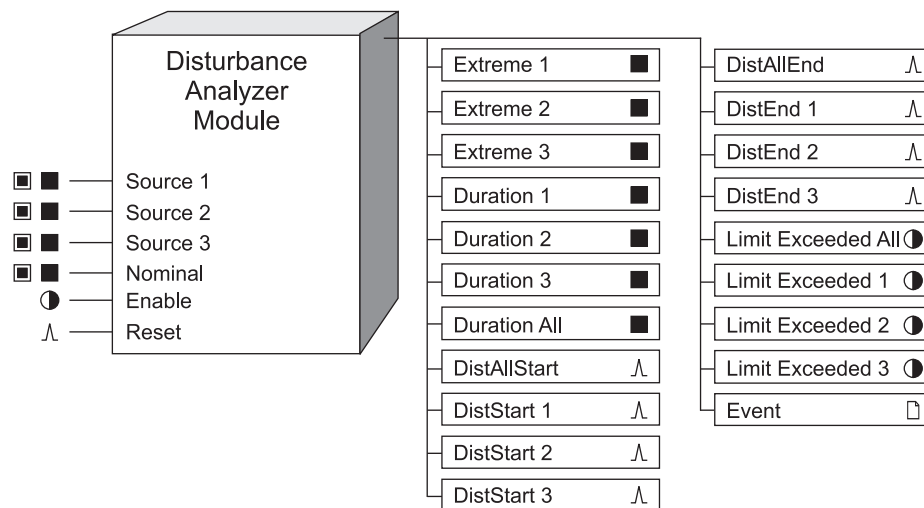 Disturbance
Analyzer
Module
Source 1
Source 2
Source 3
Nominal
Enable
Reset
Extreme 1
Extreme 2
Extreme 3
Duration 1
Duration 2
Duration 3
Duration All
DistAllStart
DistStart 1
DistStart 2
DistStart 3
DistAllEnd
DistEnd 1
DistEnd 2
DistEnd 3
Limit Exceeded All
Limit Exceeded 1
Limit Exceeded 2
Limit Exceeded 3
Event